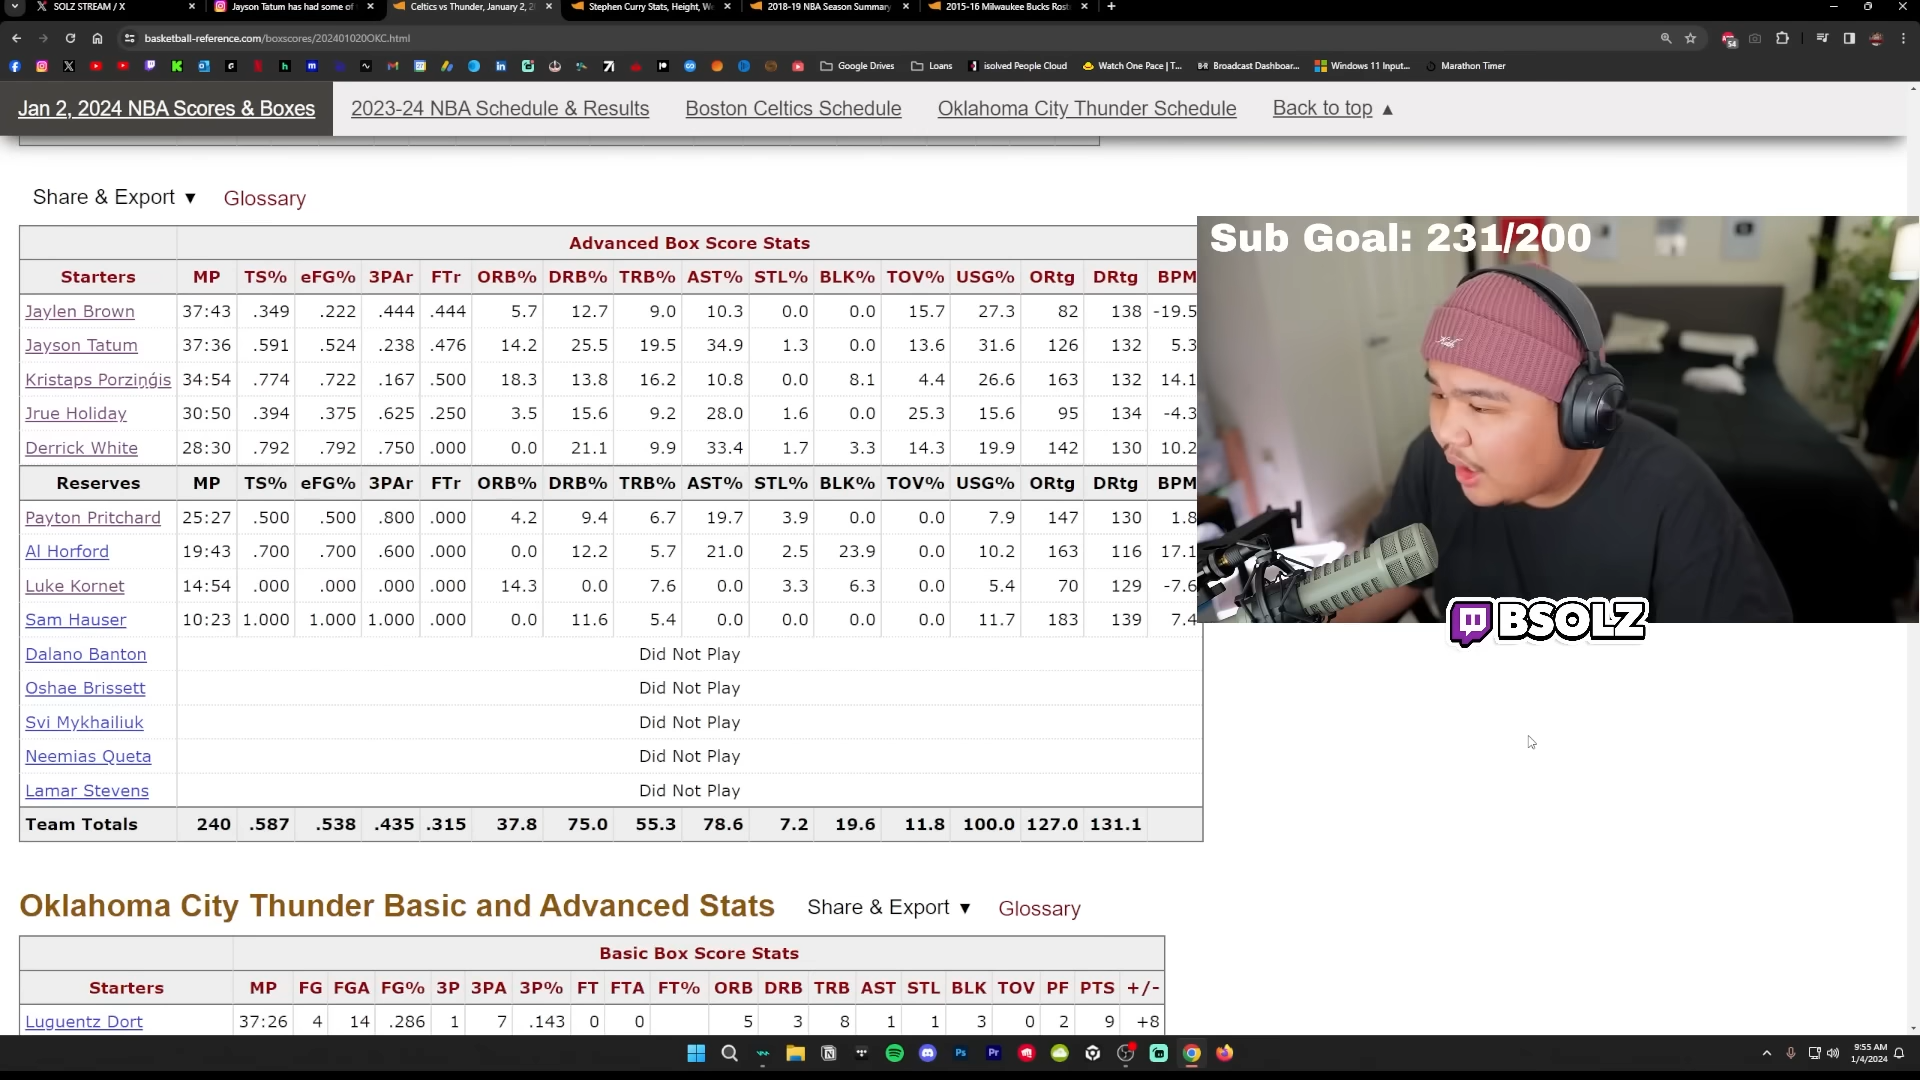 SOLZ STREAM / X
Jayson Tatum has had some of
Celtics vs Thunder, January 2, 2
Stephen Curry Stats, Height, W
2018-19 NBA Season Summary
2015-16 Milwaukee Bucks Rost
basketball-reference.com/boxscores/202401020OKC.html
Google Drives
Loans
isolved People Cloud
Watch One Pace | T...
Broadcast Dashboar...
Windows 11 Input...
Marathon Timer
Jan 2, 2024 NBA Scores & Boxes
2023-24 NBA Schedule & Results
Boston Celtics Schedule
Oklahoma City Thunder Schedule
Back to top ▲
Share & Export ▼ Glossary
Advanced Box Score Stats
Starters MP TS% eFG% 3PAr FTr ORB% DRB% TRB% AST% STL% BLK% TOV% USG% ORtg DRtg BPM
Jaylen Brown 37:43 .349 .222 .444 .444 5.7 12.7 9.0 10.3 0.0 0.0 15.7 27.3 82 138 -19.5
Jayson Tatum 37:36 .591 .524 .238 .476 14.2 25.5 19.5 34.9 1.3 0.0 13.6 31.6 126 132 5.3
Kristaps Porziņģis 34:54 .774 .722 .167 .500 18.3 13.8 16.2 10.8 0.0 8.1 4.4 26.6 163 132 14.1
Jrue Holiday 30:50 .394 .375 .625 .250 3.5 15.6 9.2 28.0 1.6 0.0 25.3 15.6 95 134 -4.3
Derrick White 28:30 .792 .792 .750 .000 0.0 21.1 9.9 33.4 1.7 3.3 14.3 19.9 142 130 10.2
Reserves MP TS% eFG% 3PAr FTr ORB% DRB% TRB% AST% STL% BLK% TOV% USG% ORtg DRtg BPM
Payton Pritchard 25:27 .500 .500 .800 .000 4.2 9.4 6.7 19.7 3.9 0.0 0.0 7.9 147 130 1.8
Al Horford 19:43 .700 .700 .600 .000 0.0 12.2 5.7 21.0 2.5 23.9 0.0 10.2 163 116 17.1
Luke Kornet 14:54 .000 .000 .000 .000 14.3 0.0 7.6 0.0 3.3 6.3 0.0 5.4 70 129 -7.6
Sam Hauser 10:23 1.000 1.000 1.000 .000 0.0 11.6 5.4 0.0 0.0 0.0 0.0 11.7 183 139 7.4
Dalano Banton Did Not Play
Oshae Brissett Did Not Play
Svi Mykhailiuk Did Not Play
Neemias Queta Did Not Play
Lamar Stevens Did Not Play
Team Totals 240 .587 .538 .435 .315 37.8 75.0 55.3 78.6 7.2 19.6 11.8 100.0 127.0 131.1
Sub Goal: 231/200
BSOLZ
Oklahoma City Thunder Basic and Advanced Stats Share & Export ▼ Glossary
Basic Box Score Stats
Starters MP FG FGA FG% 3P 3PA 3P% FT FTA FT% ORB DRB TRB AST STL BLK TOV PF PTS +/-
Luguentz Dort 37:26 4 14 .286 1 7 .143 0 0 5 3 8 1 1 3 0 2 9 +8
9:55 AM
1/4/2024